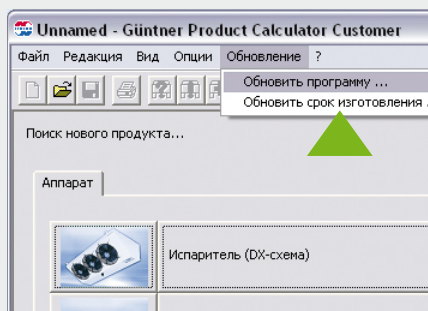 Unnamed - Güntner Product Calculator Customer
Файл Редакция Вид Опции Обновление ?
Обновить программу ...
Обновить срок изготовления .
Поиск нового продукта...
Аппарат
Испаритель (DX-схема)